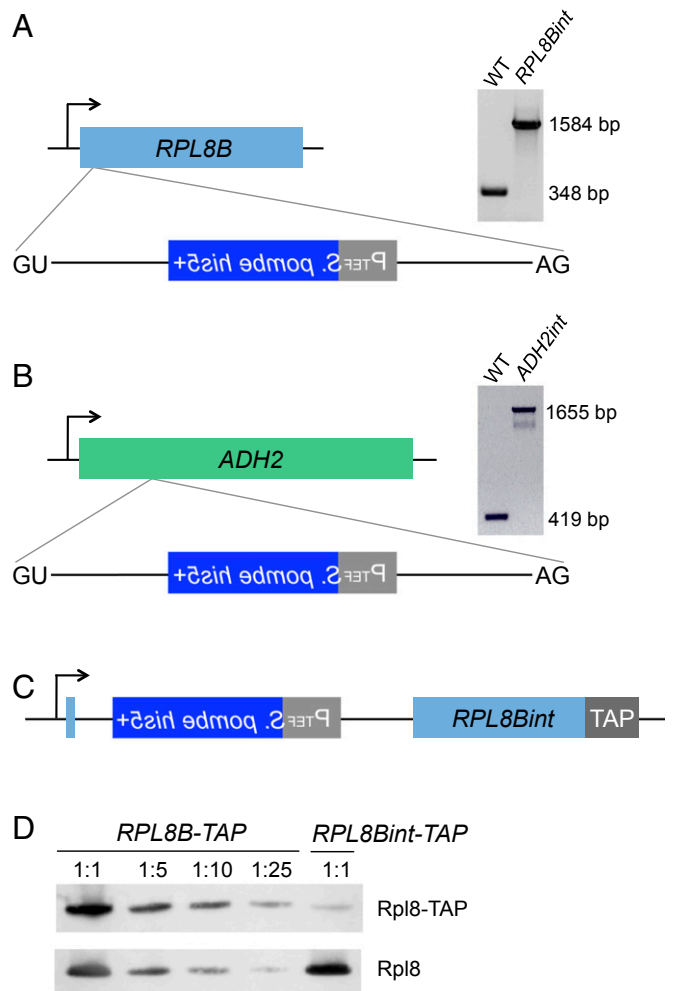 A
WT RPL8Bint
RPL8B
1584 bp
348 bp
GU +5sih ebmop .S PTEF AG
B
WT ADH2int
ADH2
1655 bp
419 bp
GU S. pombe his5+ PTEF AG
C
S. pombe his5+ PTEF RPL8Bint TAP
D
RPL8B-TAP RPL8Bint-TAP
1:1 1:5 1:10 1:25 1:1
Rpl8-TAP
Rpl8